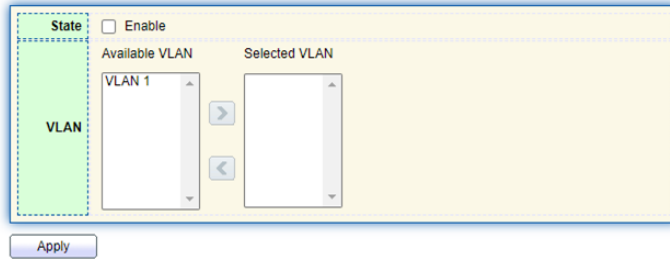 State Enable
Available VLAN Selected VLAN
VLAN 1
VLAN
Apply